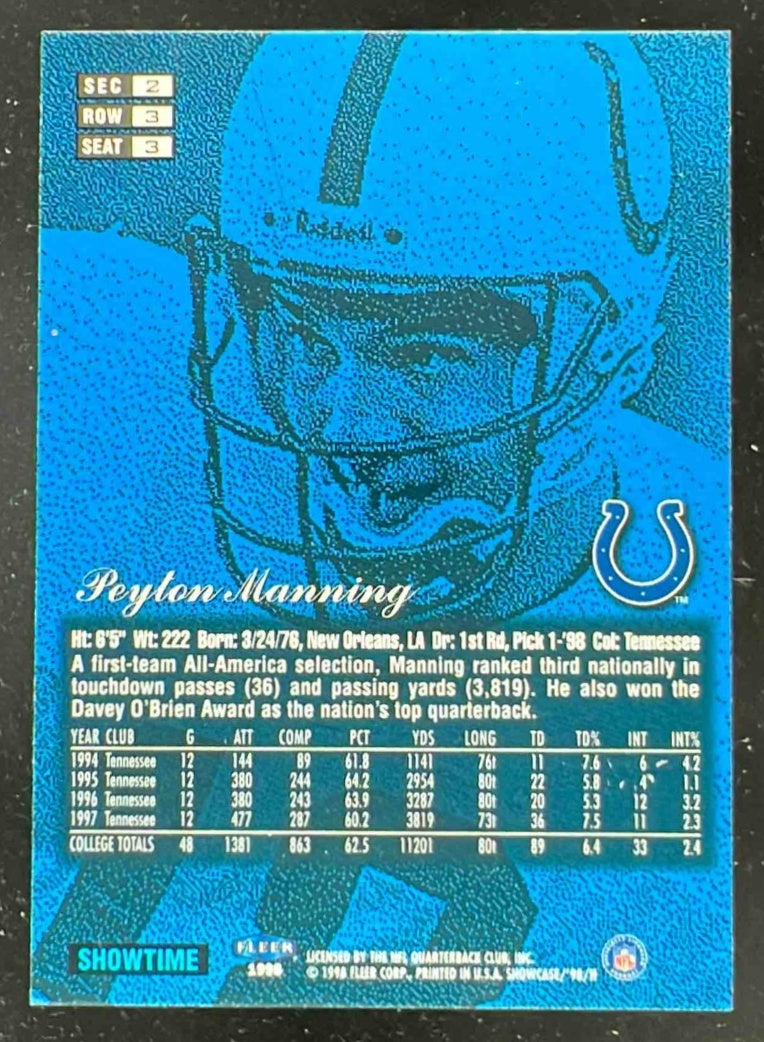 SEC 2
ROW 3
SEAT 3
Riddell
Peyton Manning
TM
Ht: 6'5" Wt: 222 Born: 3/24/76, New Orleans, LA Dr: 1st Rd, Pick 1-'98 Col: Tennessee
A first-team All-America selection, Manning ranked third nationally in
touchdown passes (36) and passing yards (3,819). He also won the
Davey O'Brien Award as the nation's top quarterback.
YEAR CLUB G ATT COMP PCT YDS LONG TD TD% INT INT%
1994 Tennessee 12 144 89 61.8 1141 76t 11 7.6 6 4.2
1995 Tennessee 12 380 244 64.2 2954 80t 22 5.8 4 1.1
1996 Tennessee 12 380 243 63.9 3287 80t 20 5.3 12 3.2
1997 Tennessee 12 477 287 60.2 3819 73t 36 7.5 11 2.3
COLLEGE TOTALS 48 1381 863 62.5 11201 80t 89 6.4 33 2.4
SHOWTIME
FLEER
1998
LICENSED BY THE NFL QUARTERBACK CLUB, INC.
© 1998 FLEER CORP., PRINTED IN U.S.A. SHOWCASE/'98/H
NFL